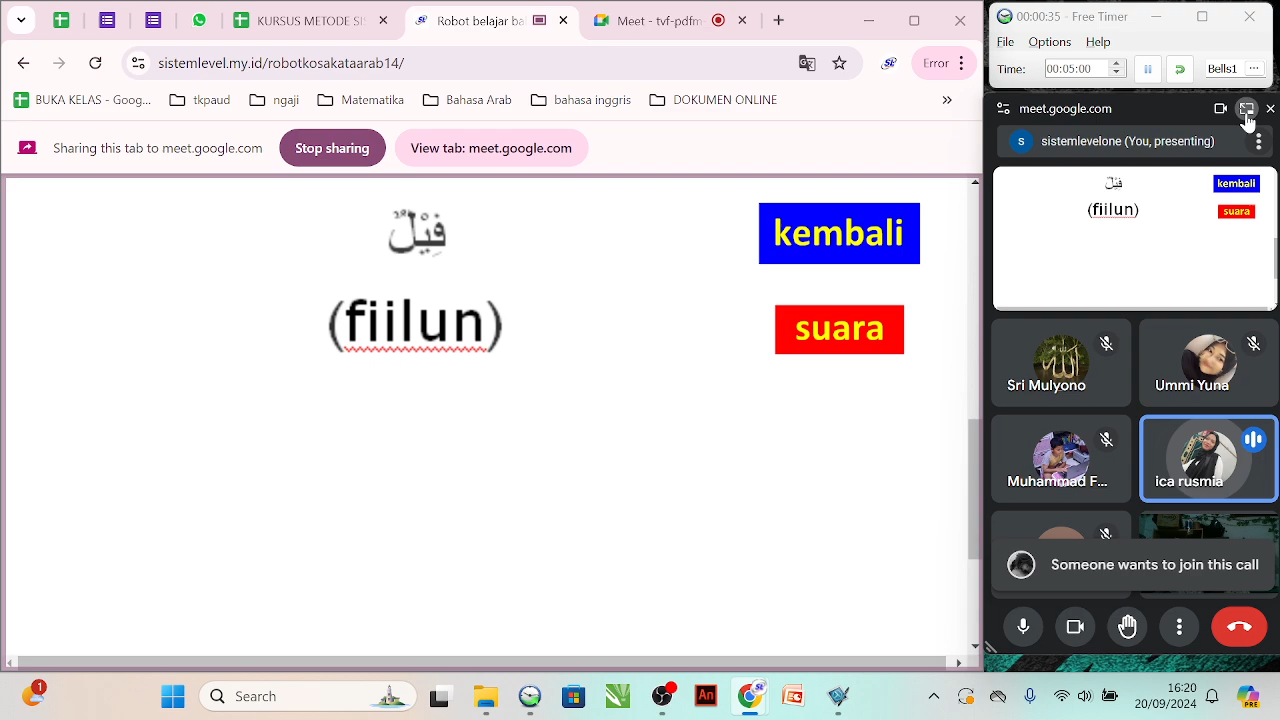 KURSUS METODE SI
Robot belajar ba
Meet - tvf-pdfm-
sistemlevel.my.id/robotkosakataarab14/
Error
BUKA KELAS - Goog...
tkpaud
Matematika
bahasa inggris
DOKUMEN ONLINE
Sharing this tab to meet.google.com
Stop sharing
View tab: meet.google.com
فِيْلٌ
kembali
(fiilun)
suara
00:00:35 - Free Timer
File Options Help
Time: 00:05:00 Bells1 ...
meet.google.com
S sistemlevelone (You, presenting)
فِيْلٌ
kembali
(fiilun)
suara
Sri Mulyono
Ummi Yuna
Muhammad F...
ica rusmia
Someone wants to join this call
1
Search
An
16:20
20/09/2024
PRE